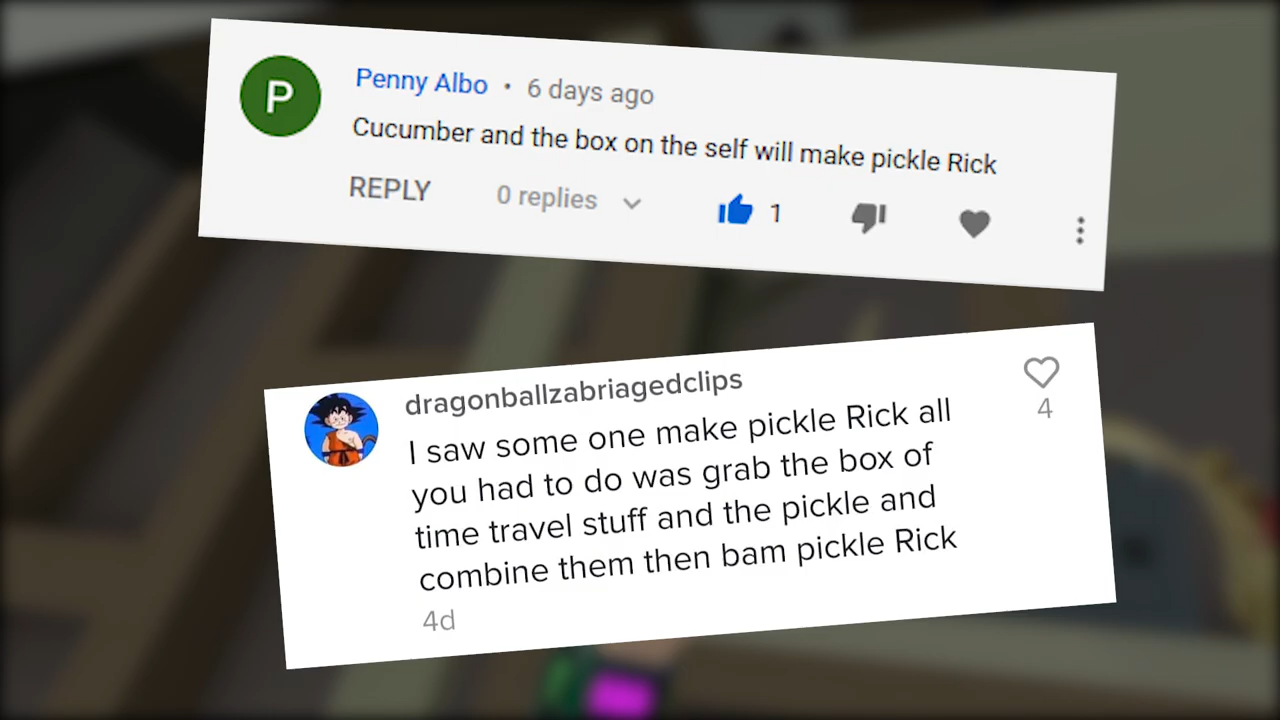 P
Penny Albo • 6 days ago
Cucumber and the box on the self will make pickle Rick
REPLY 0 replies 1
dragonballzabriagedclips
I saw some one make pickle Rick all
you had to do was grab the box of
time travel stuff and the pickle and
combine them then bam pickle Rick
4
4d